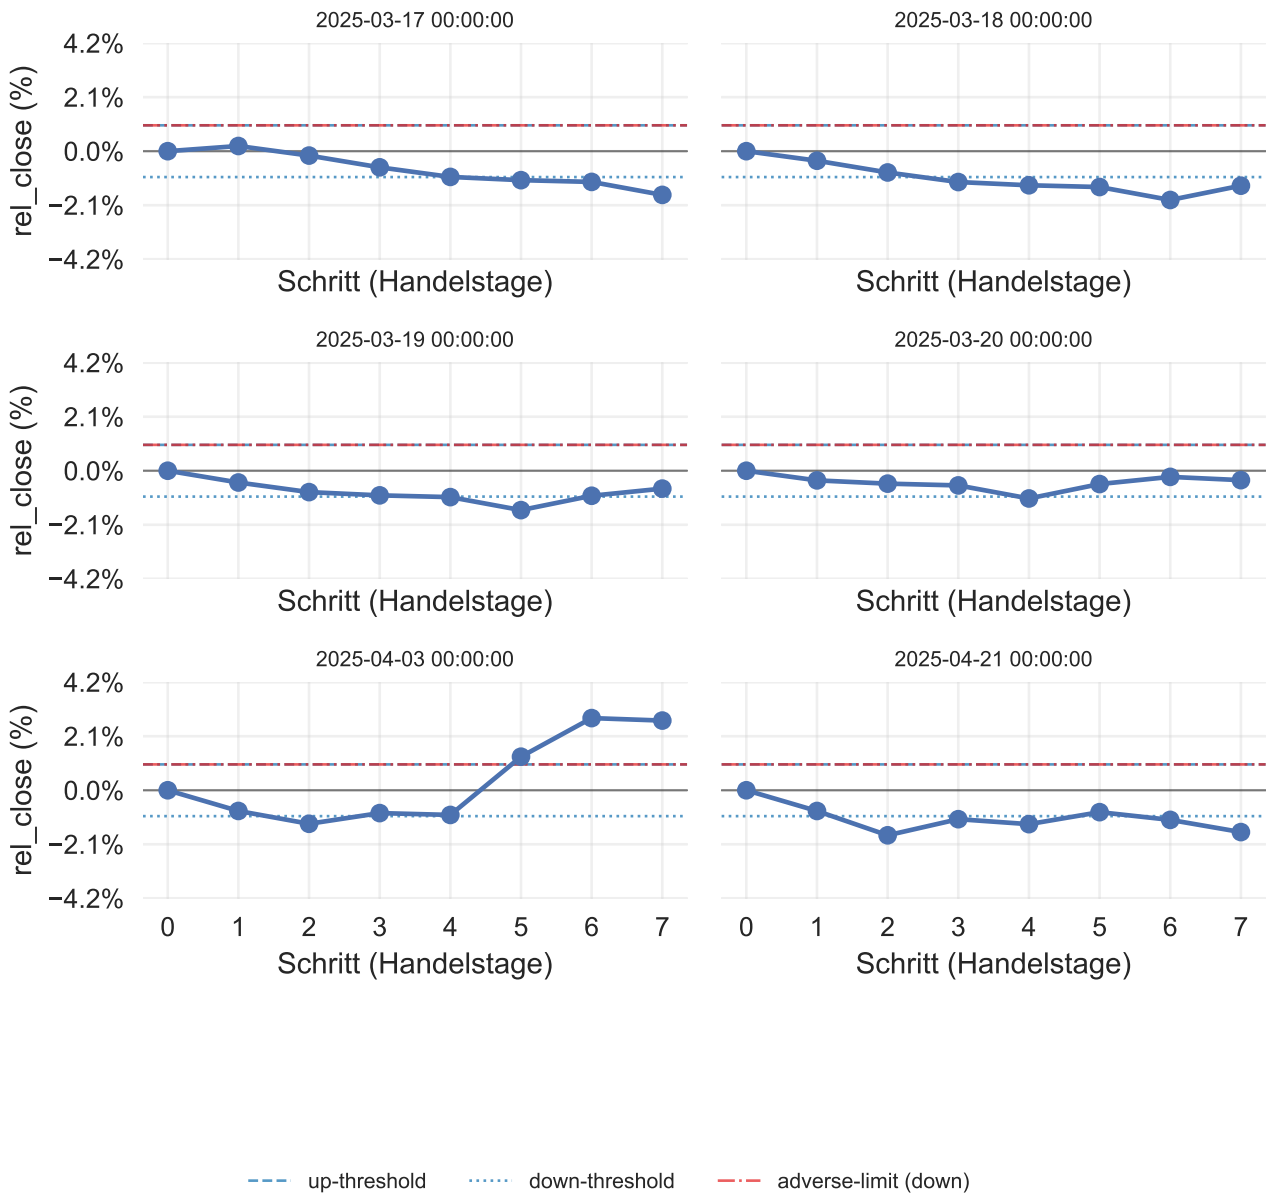 2025-03-17 00:00:00
2025-03-18 00:00:00
4.2%
2.1%
0.0%
−2.1%
−4.2%
rel_close (%)
Schritt (Handelstage)
Schritt (Handelstage)
2025-03-19 00:00:00
2025-03-20 00:00:00
4.2%
2.1%
0.0%
−2.1%
−4.2%
rel_close (%)
Schritt (Handelstage)
Schritt (Handelstage)
2025-04-03 00:00:00
2025-04-21 00:00:00
4.2%
2.1%
0.0%
−2.1%
−4.2%
rel_close (%)
0 1 2 3 4 5 6 7
0 1 2 3 4 5 6 7
Schritt (Handelstage)
Schritt (Handelstage)
up-threshold
down-threshold
adverse-limit (down)